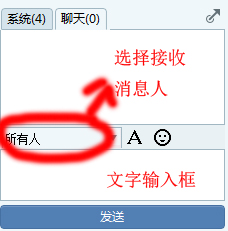 系统(4) 聊天(0)
选择接收
消息人
所有人 A
文字输入框
发送